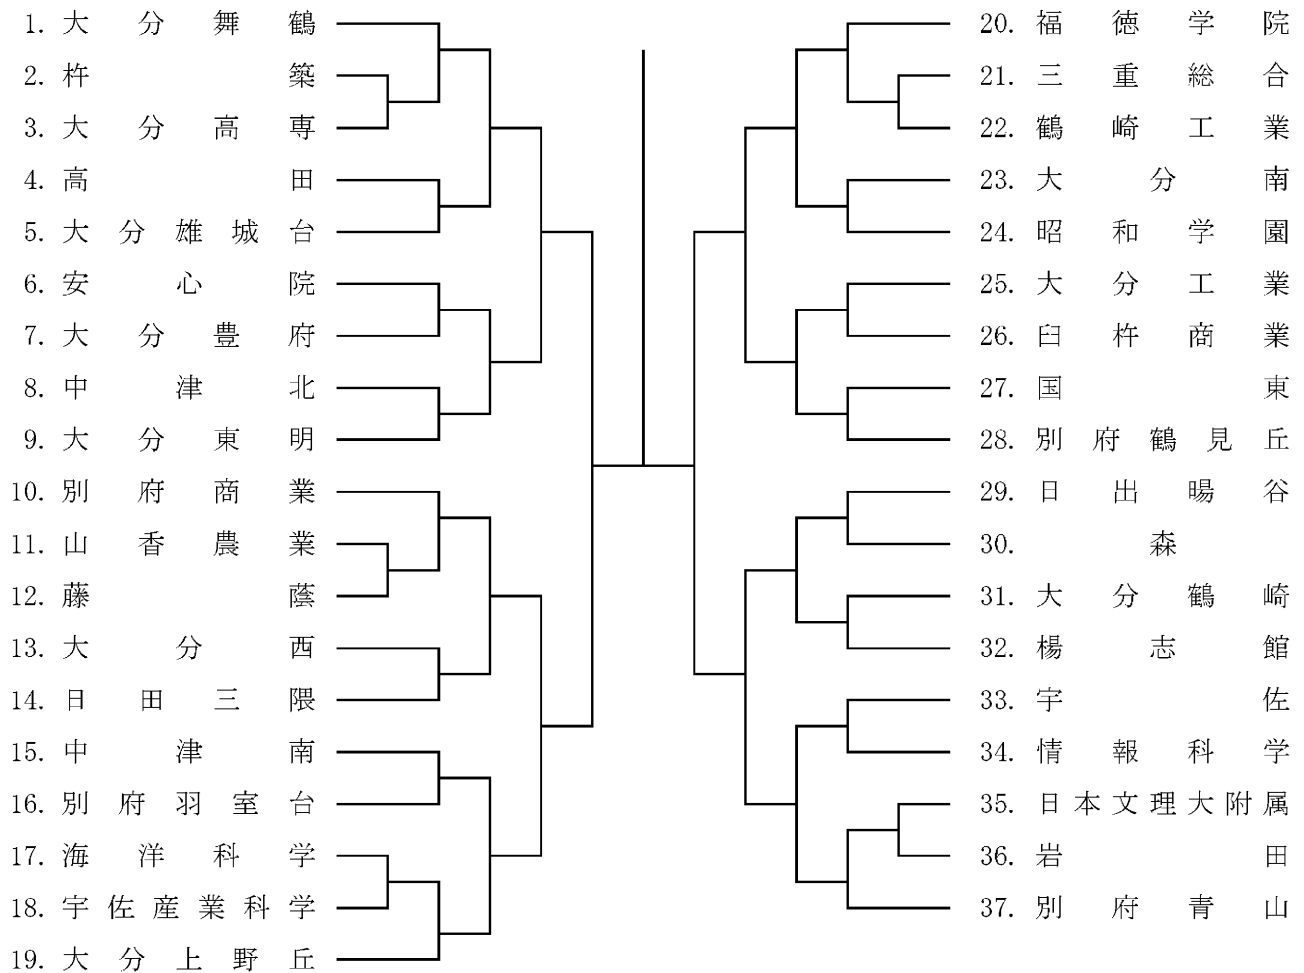 1. 大分舞鶴
2. 杵築
3. 大分高専
4. 高田
5. 大分雄城台
6. 安心院
7. 大分豊府
8. 中津北
9. 大分東明
10. 別府商業
11. 山香農業
12. 藤蔭
13. 大分西
14. 日田三隈
15. 中津南
16. 別府羽室台
17. 海洋科学
18. 宇佐産業科学
19. 大分上野丘
20. 福徳学院
21. 三重総合
22. 鶴崎工業
23. 大分南
24. 昭和学園
25. 大分工業
26. 臼杵商業
27. 国東
28. 別府鶴見丘
29. 日出暘谷
30. 森
31. 大分鶴崎
32. 楊志館
33. 宇佐
34. 情報科学
35. 日本文理大附属
36. 岩田
37. 別府青山